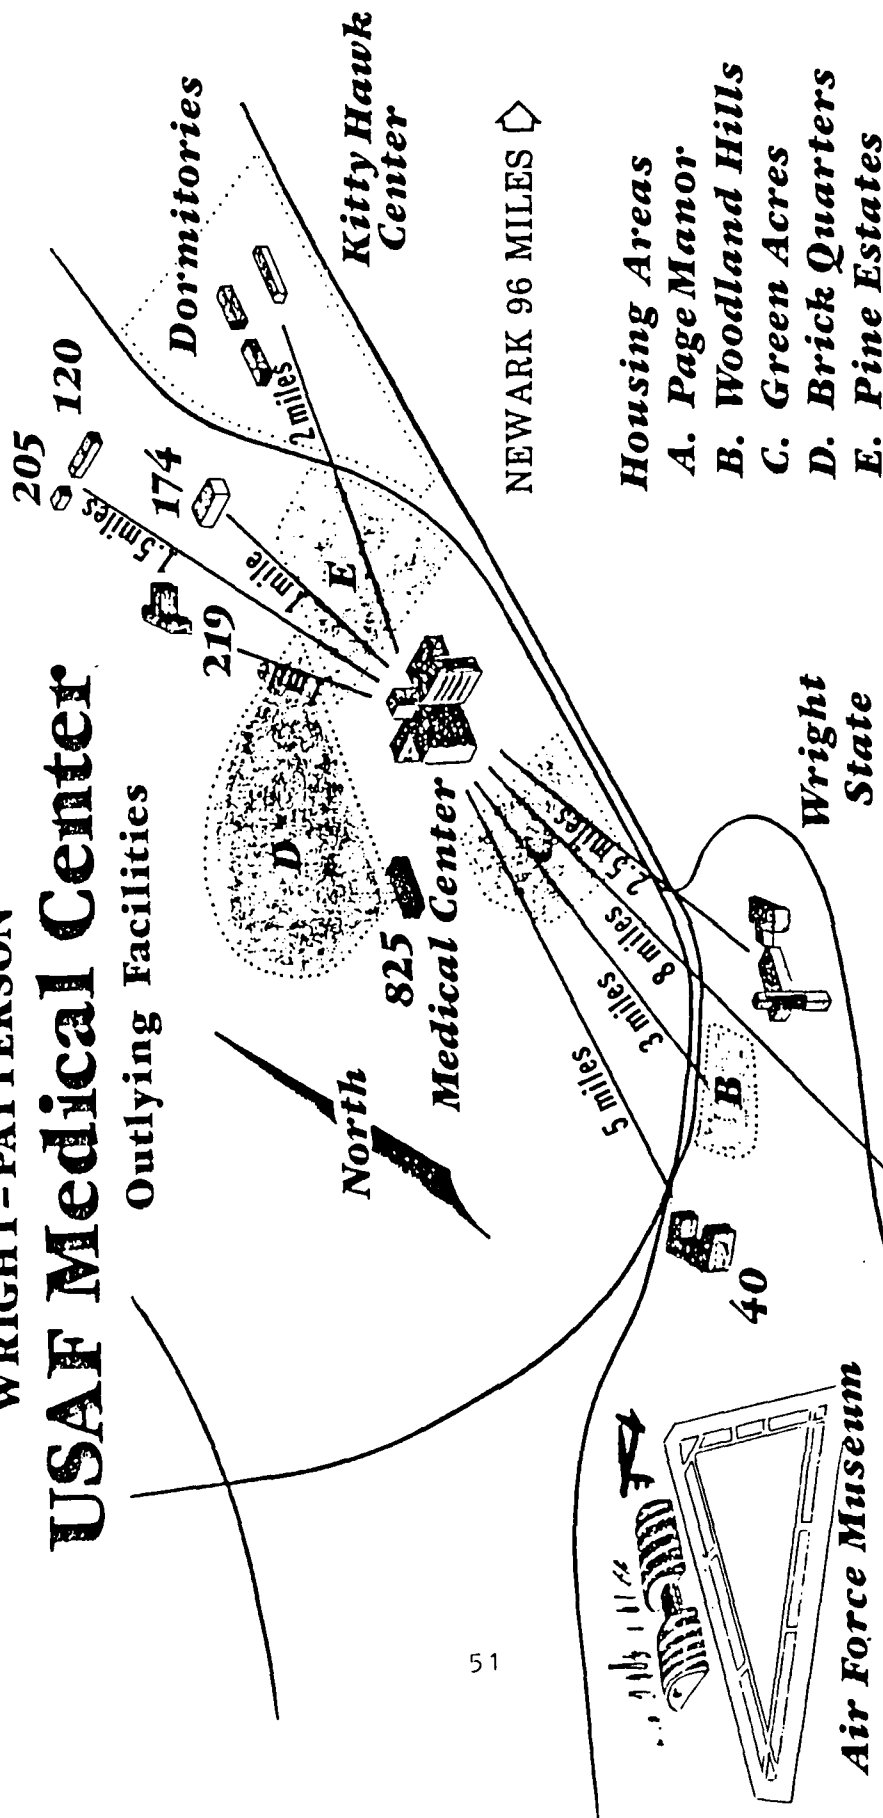 WRIGHT-PATTERSON
USAF Medical Center
Outlying Facilities
205
120
Dormitories
174
219
1.5 miles
1 mile
1 mile
2 miles
E
D
A
Kitty Hawk
Center
825
Medical Center
North
NEWARK 96 MILES
5 miles
3 miles
8 miles
2.5 miles
B
40
Wright
State
Air Force Museum
Housing Areas
A. Page Manor
B. Woodland Hills
C. Green Acres
D. Brick Quarters
E. Pine Estates
51